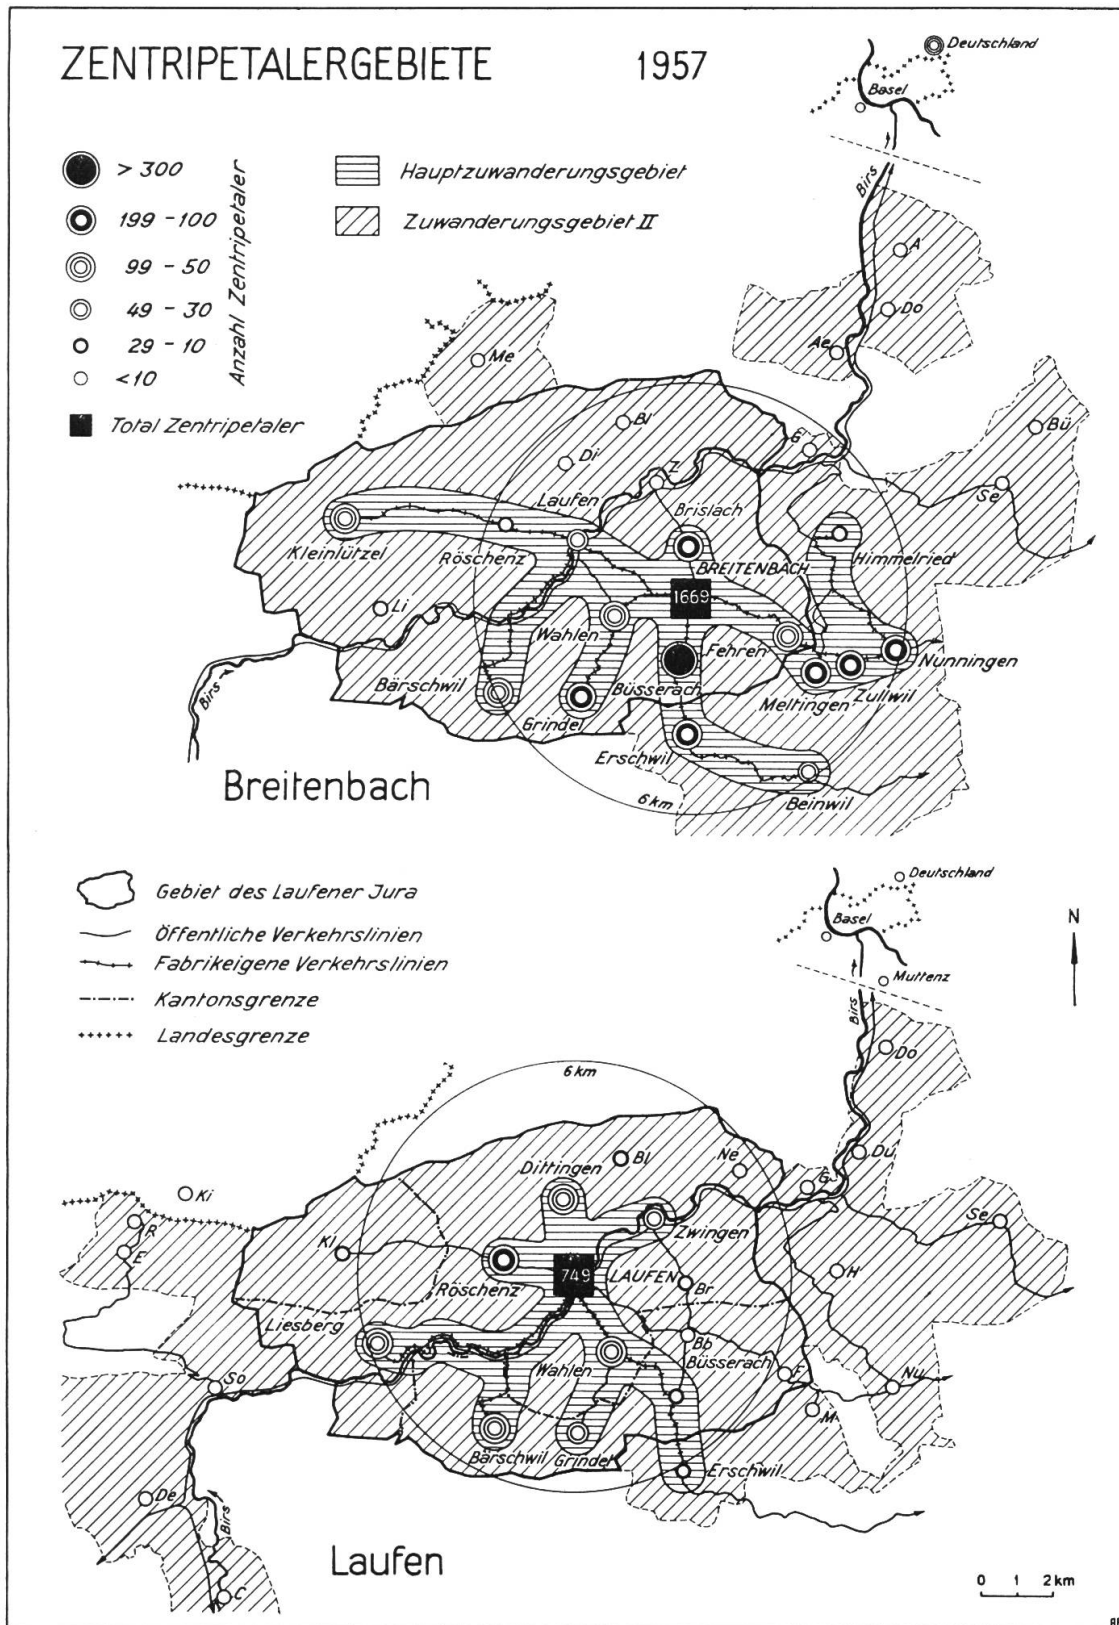 ZENTRIPETALERGEBIETE 1957
> 300
199 - 100
99 - 50
49 - 30
29 - 10
<10
Anzahl Zentripetaler
Total Zentripetaler
Hauptzuwanderungsgebiet
Zuwanderungsgebiet II
Deutschland
Basel
Birs
A
Do
Ae
Me
Bü
Bl
G
Di
Z
Se
Laufen
Brislach
Kleinlützel
Röschenz
BREITENBACH
Himmelried
1669
Li
Wahlen
Fehren
Nunningen
Bärschwil
Büsserach
Zullwil
Meltingen
Birs
Grindel
Erschwil
Beinwil
6 km
Breitenbach
Gebiet des Laufener Jura
Öffentliche Verkehrslinien
Fabrikeigene Verkehrslinien
Kantonsgrenze
Landesgrenze
Deutschland
Basel
N
Muttenz
Birs
Do
6 km
Du
Bl
Ne
Dittingen
G
Ki
Zwingen
Se
R
E
Kl
749
LAUFEN
H
Röschenz
Br
Liesberg
Bb
Wahlen
Büsserach
F
So
Nu
M
Bärschwil
Grindel
Erschwil
De
Birs
Laufen
C
0 1 2 km